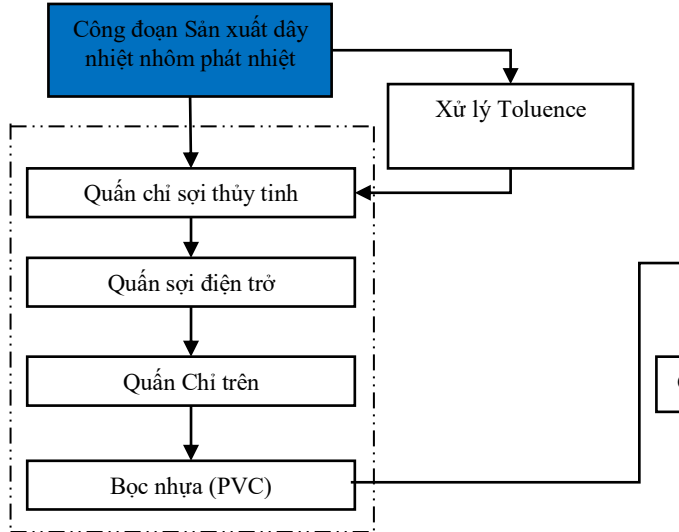 Công đoạn Sản xuất dây
nhiệt nhôm phát nhiệt
Xử lý Toluence
Quấn chỉ sợi thủy tinh
Quấn sợi điện trở
Quấn Chỉ trên
Bọc nhựa (PVC)